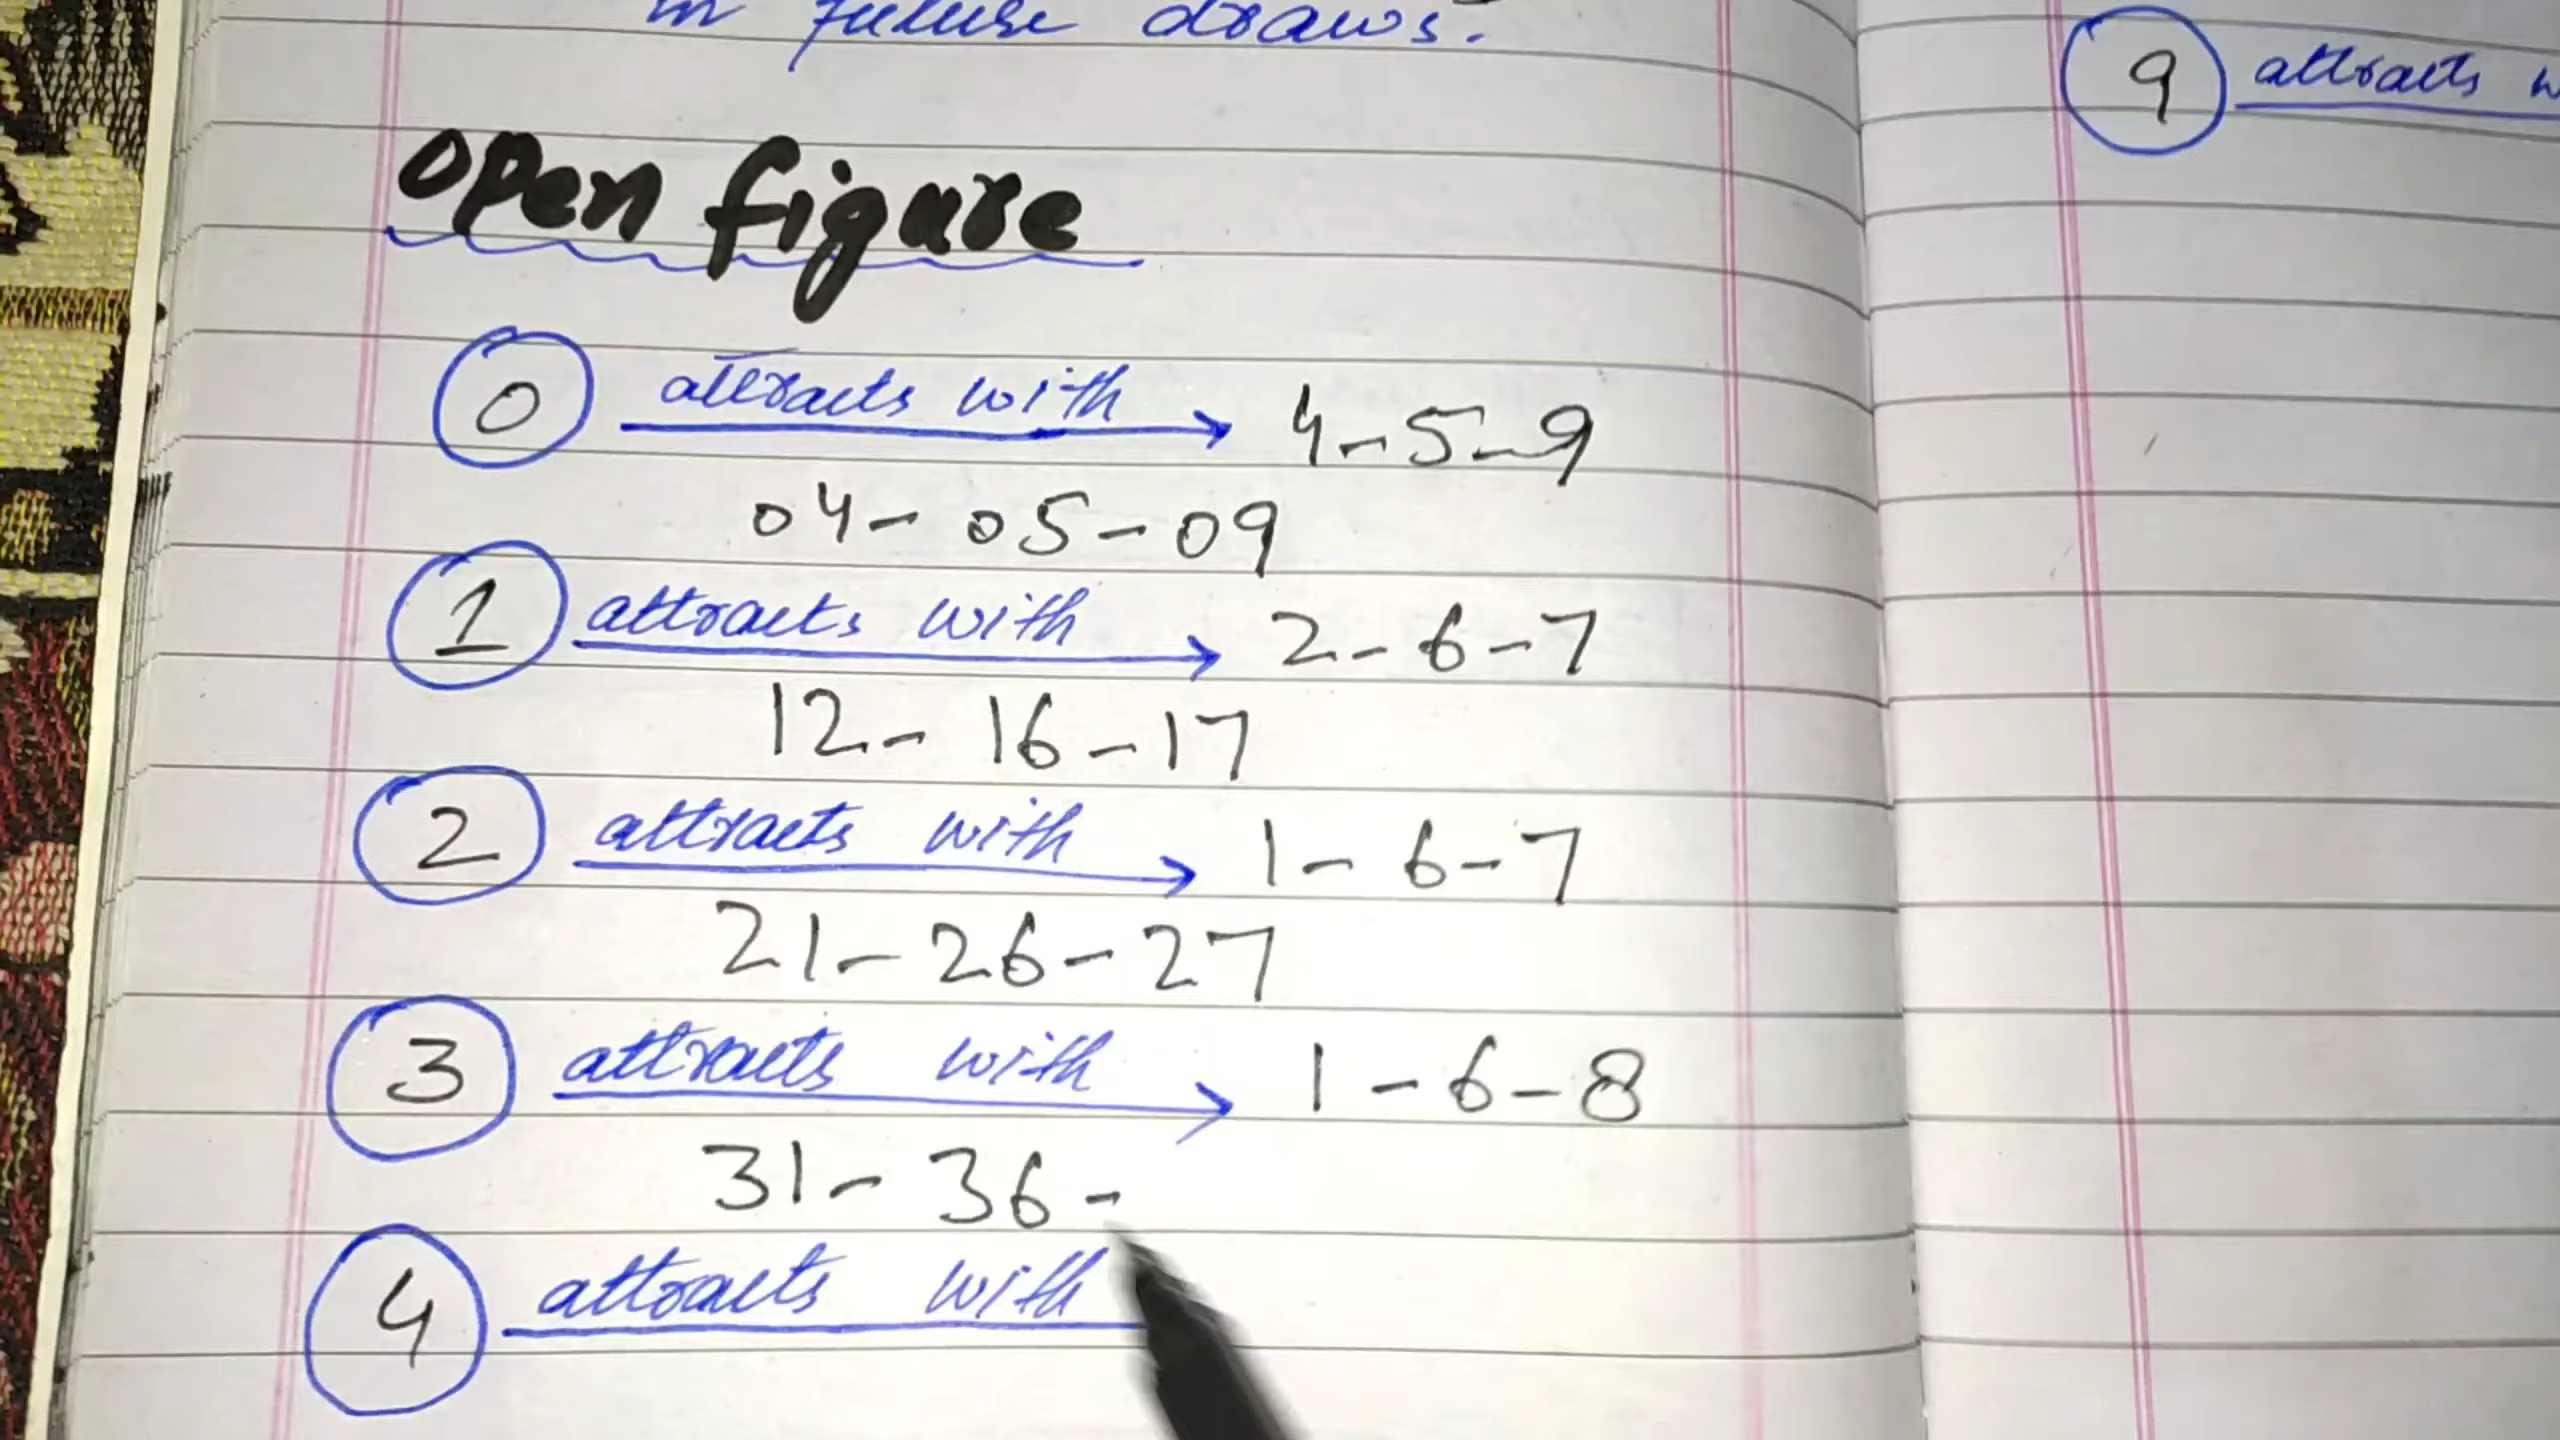 in future draws.
open figure
0 attracts with → 4-5-9
04- 05-09
1 attracts with → 2-6-7
12- 16-17
2 attracts with → 1-6-7
21-26-27
3 attracts with → 1-6-8
31-36-
4 attracts with
9 attracts